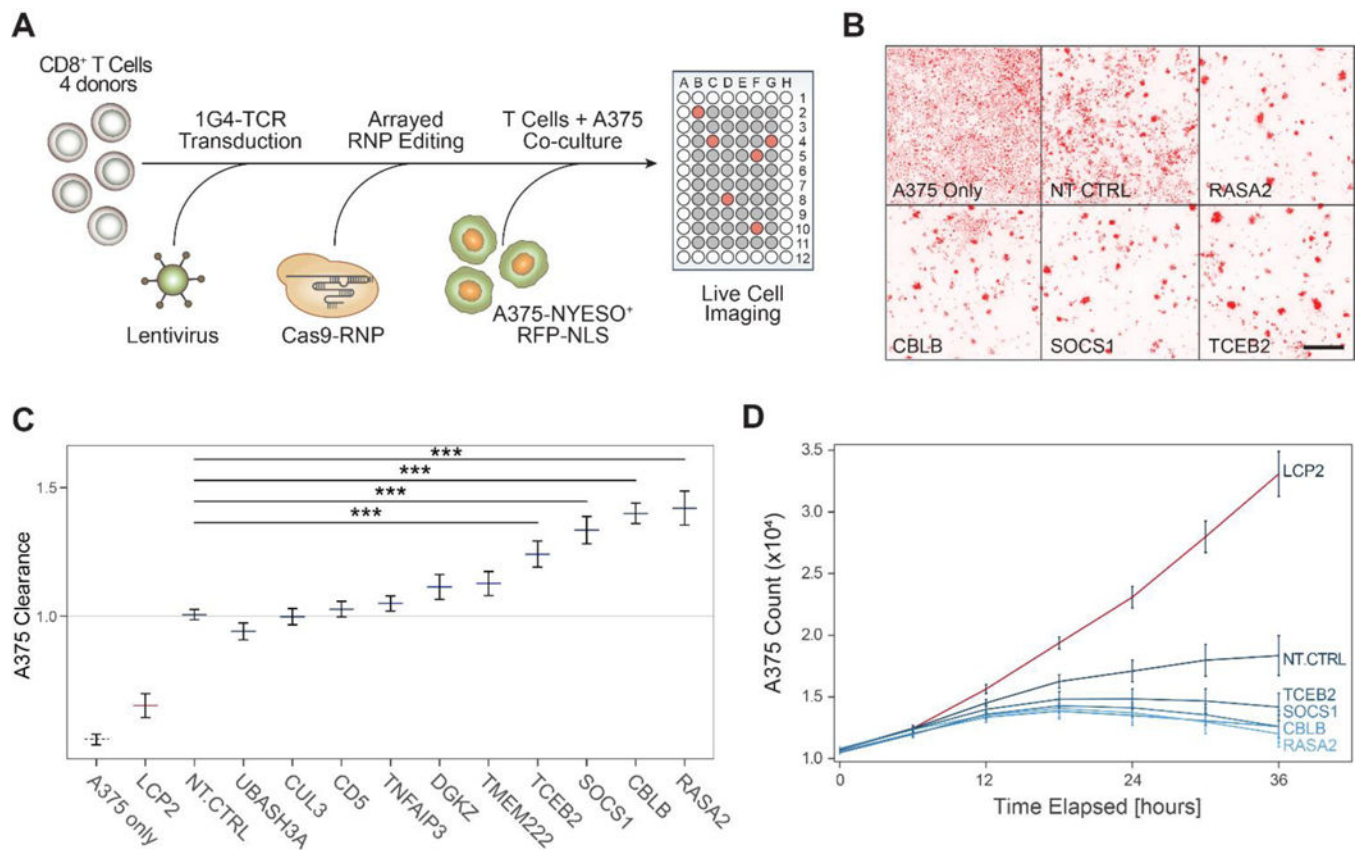 A
CD8⁺ T Cells
4 donors
1G4-TCR
Transduction
Arrayed
RNP Editing
T Cells + A375
Co-culture
Lentivirus
Cas9-RNP
A375-NYESO⁺
RFP-NLS
A B C D E F G H
1
2
3
4
5
6
7
8
9
10
11
12
Live Cell
Imaging
B
A375 Only
NT CTRL
RASA2
CBLB
SOCS1
TCEB2
C
A375 Clearance
1.5
1.0
***
***
***
***
A375 only
LCP2
NT.CTRL
UBASH3A
CUL3
CD5
TNFAIP3
DGKZ
TMEM222
TCEB2
SOCS1
CBLB
RASA2
D
A375 Count (x10⁴)
3.5
3.0
2.5
2.0
1.5
1.0
LCP2
NT.CTRL
TCEB2
SOCS1
CBLB
RASA2
0 12 24 36
Time Elapsed [hours]